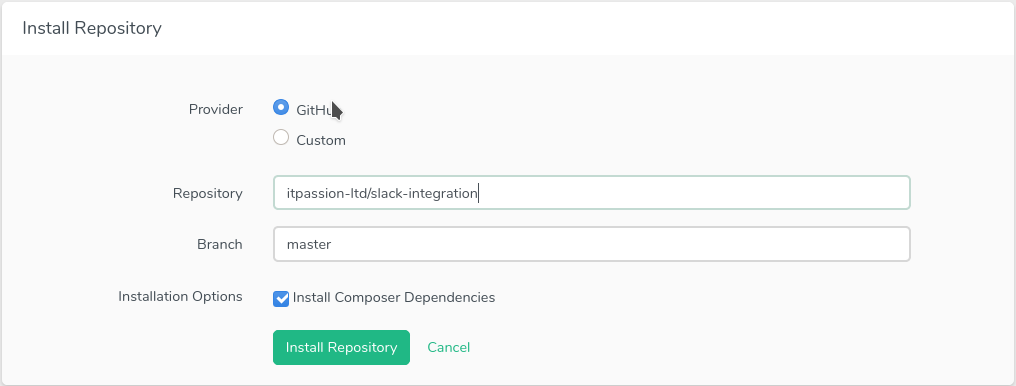 Install Repository
Provider
GitHu
Custom
Repository
itpassion-ltd/slack-integration
Branch
master
Installation Options
Install Composer Dependencies
Install Repository
Cancel